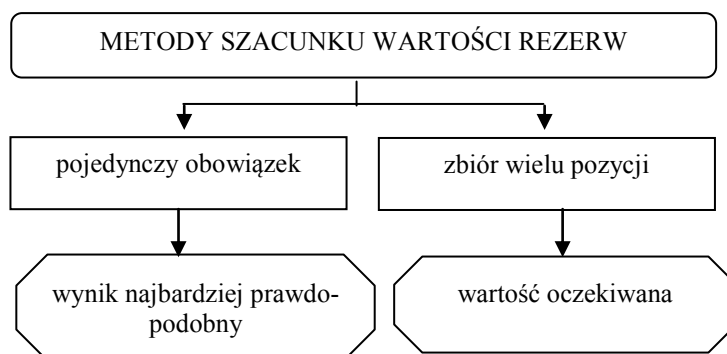 METODY SZACUNKU WARTOŚCI REZERW
pojedynczy obowiązek
zbiór wielu pozycji
wynik najbardziej prawdo-
podobny
wartość oczekiwana